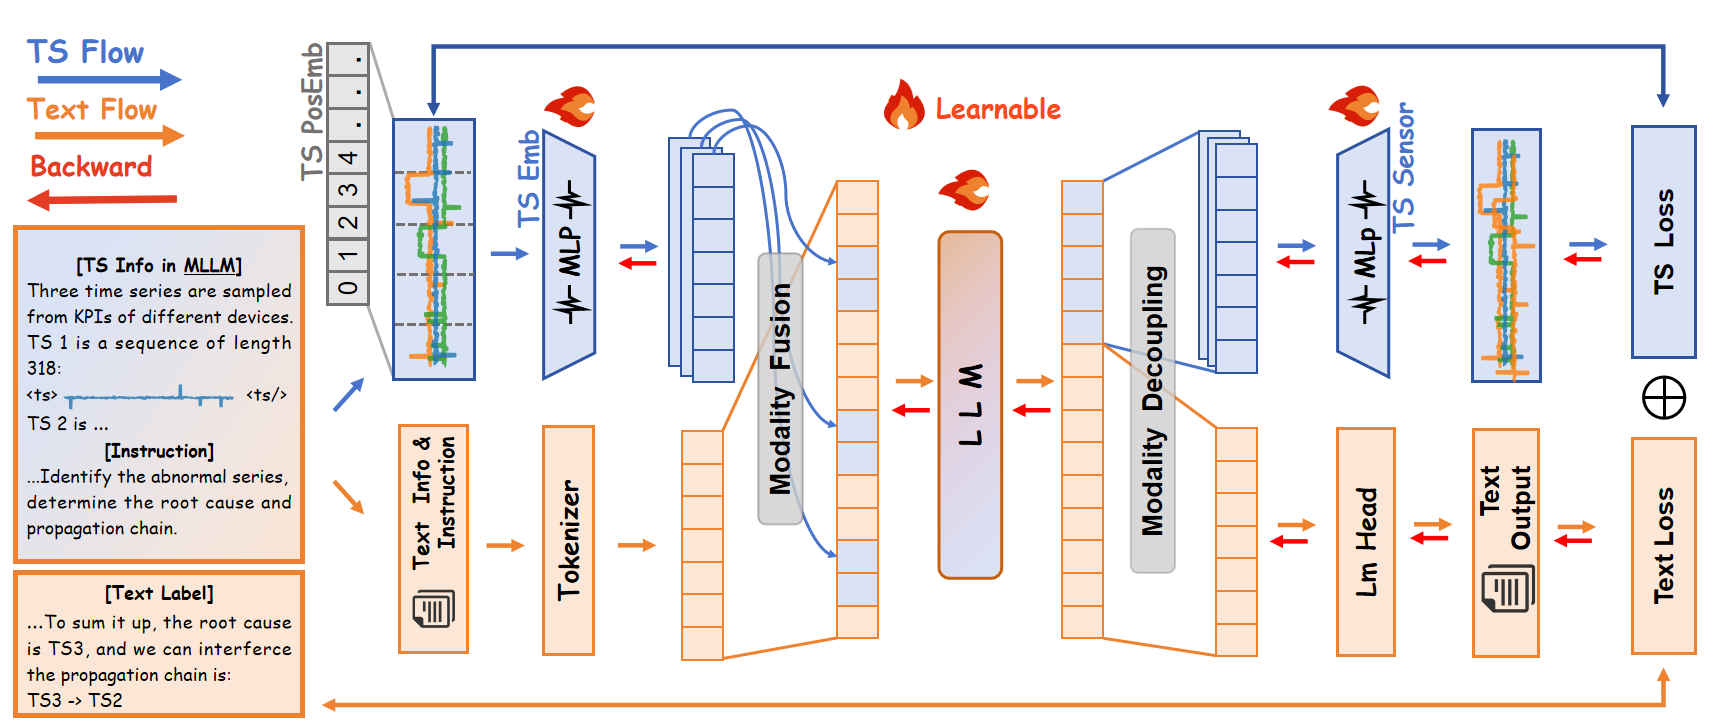 TS Flow
Text Flow
Backward
[TS Info in MLLM]
Three time series are sampled
from KPIs of different devices.
TS 1 is a sequence of length
318:
<ts> <ts/>
TS 2 is ...
[Instruction]
...Identify the abnormal series,
determine the root cause and
propagation chain.
[Text Label]
...To sum it up, the root cause
is TS3, and we can interferce
the propagation chain is:
TS3 -> TS2
TS PosEmb
0 1 2 3 4 . . .
Text Info &
Instruction
TS Emb
MLP
Tokenizer
Modality Fusion
Learnable
LLM
Modality Decoupling
TS Sensor
MLp
Lm Head
Text
Output
TS Loss
Text Loss